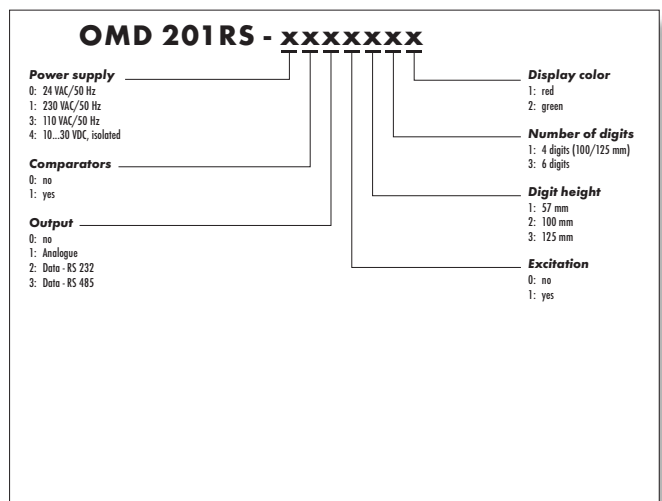 OMD 201RS - xxxxxxx
Power supply
0: 24 VAC/50 Hz
1: 230 VAC/50 Hz
3: 110 VAC/50 Hz
4: 10...30 VDC, isolated
Comparators
0: no
1: yes
Output
0: no
1: Analogue
2: Data - RS 232
3: Data - RS 485
Display color
1: red
2: green
Number of digits
1: 4 digits (100/125 mm)
3: 6 digits
Digit height
1: 57 mm
2: 100 mm
3: 125 mm
Excitation
0: no
1: yes